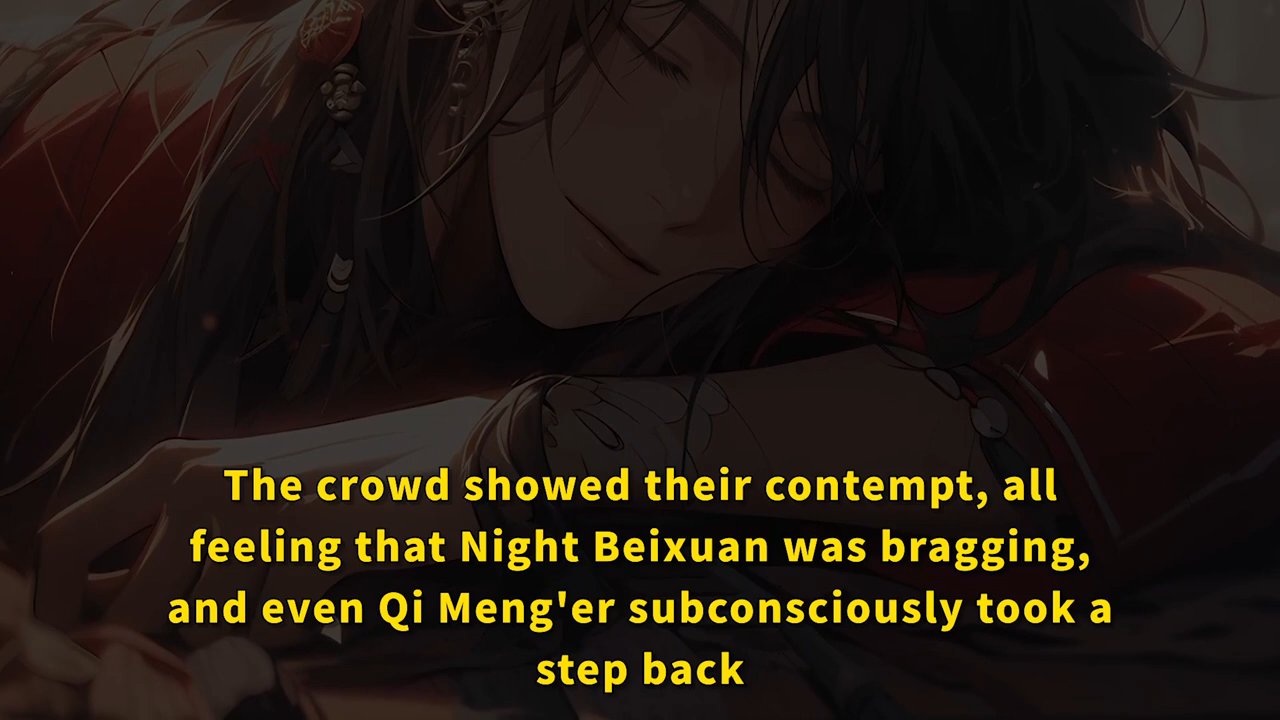 The crowd showed their contempt, all
feeling that Night Beixuan was bragging,
and even Qi Meng'er subconsciously took a
step back